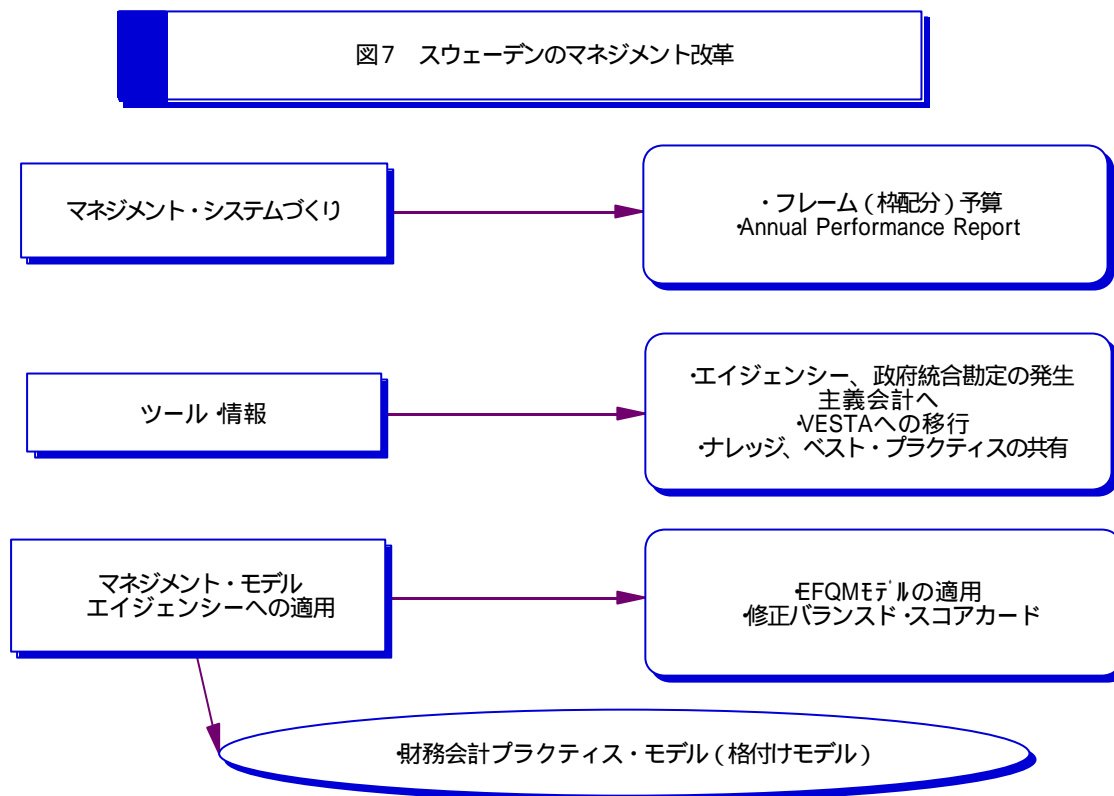 図7　スウェーデンのマネジメント改革
マネジメント・システムづくり
・フレーム（枠配分）予算
・Annual Performance Report
ツール・情報
・エイジェンシー、政府統合勘定の発生
主義会計へ
・VESTAへの移行
・ナレッジ、ベスト・プラクティスの共有
マネジメント・モデル
エイジェンシーへの適用
・EFQMﾓﾃﾞﾙの適用
・修正バランスド・スコアカード
・財務会計プラクティス・モデル（格付けモデル）